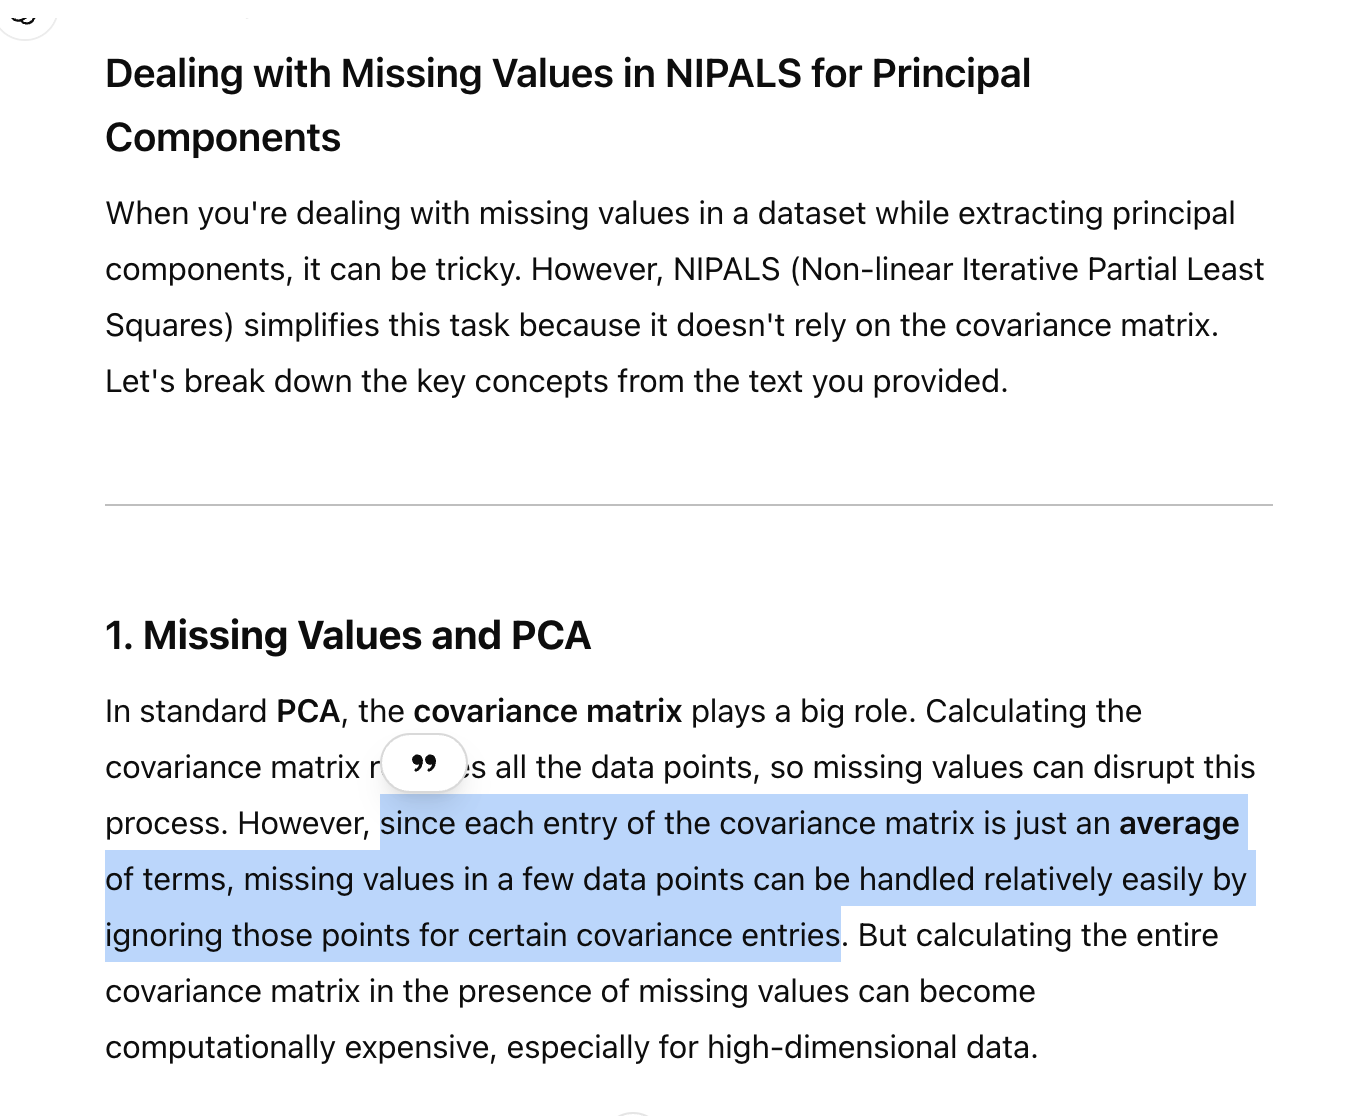 Dealing with Missing Values in NIPALS for Principal
Components
When you're dealing with missing values in a dataset while extracting principal
components, it can be tricky. However, NIPALS (Non-linear Iterative Partial Least
Squares) simplifies this task because it doesn't rely on the covariance matrix.
Let's break down the key concepts from the text you provided.
1. Missing Values and PCA
In standard PCA, the covariance matrix plays a big role. Calculating the
covariance matrix all the data points, so missing values can disrupt this
process. However, since each entry of the covariance matrix is just an average
of terms, missing values in a few data points can be handled relatively easily by
ignoring those points for certain covariance entries. But calculating the entire
covariance matrix in the presence of missing values can become
computationally expensive, especially for high-dimensional data.